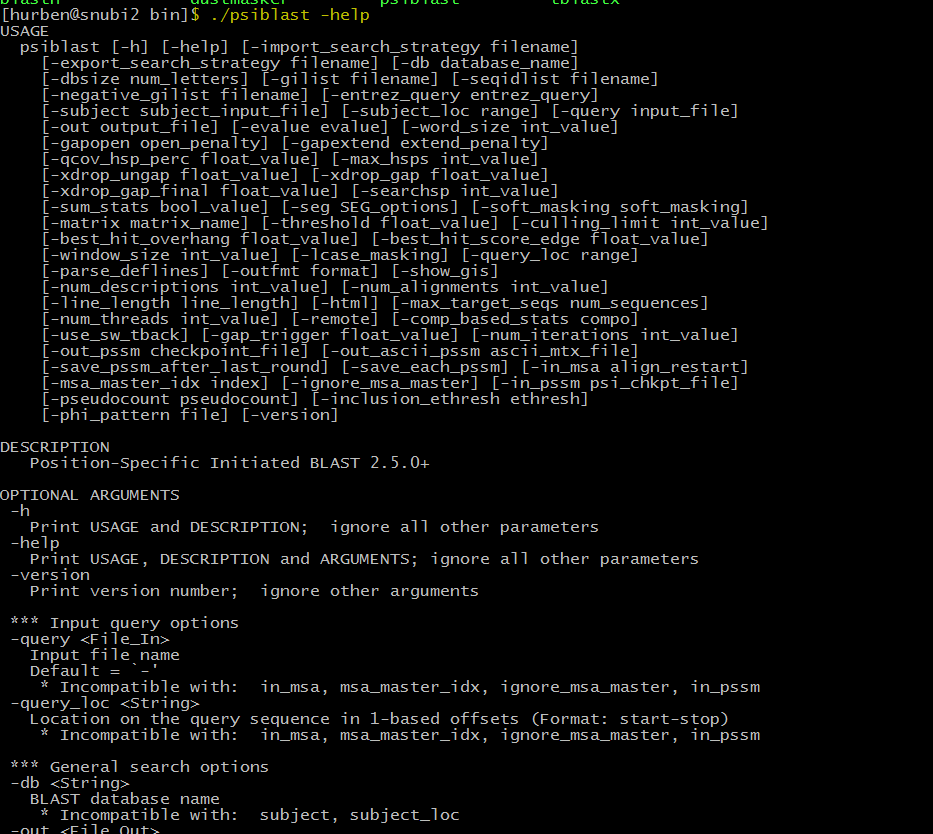 [hurben@snubi2 bin]$ ./psiblast -help
USAGE
  psiblast [-h] [-help] [-import_search_strategy filename]
    [-export_search_strategy filename] [-db database_name]
    [-dbsize num_letters] [-gilist filename] [-seqidlist filename]
    [-negative_gilist filename] [-entrez_query entrez_query]
    [-subject subject_input_file] [-subject_loc range] [-query input_file]
    [-out output_file] [-evalue evalue] [-word_size int_value]
    [-gapopen open_penalty] [-gapextend extend_penalty]
    [-qcov_hsp_perc float_value] [-max_hsps int_value]
    [-xdrop_ungap float_value] [-xdrop_gap float_value]
    [-xdrop_gap_final float_value] [-searchsp int_value]
    [-sum_stats bool_value] [-seg SEG_options] [-soft_masking soft_masking]
    [-matrix matrix_name] [-threshold float_value] [-culling_limit int_value]
    [-best_hit_overhang float_value] [-best_hit_score_edge float_value]
    [-window_size int_value] [-lcase_masking] [-query_loc range]
    [-parse_deflines] [-outfmt format] [-show_gis]
    [-num_descriptions int_value] [-num_alignments int_value]
    [-line_length line_length] [-html] [-max_target_seqs num_sequences]
    [-num_threads int_value] [-remote] [-comp_based_stats compo]
    [-use_sw_tback] [-gap_trigger float_value] [-num_iterations int_value]
    [-out_pssm checkpoint_file] [-out_ascii_pssm ascii_mtx_file]
    [-save_pssm_after_last_round] [-save_each_pssm] [-in_msa align_restart]
    [-msa_master_idx index] [-ignore_msa_master] [-in_pssm psi_chkpt_file]
    [-pseudocount pseudocount] [-inclusion_ethresh ethresh]
    [-phi_pattern file] [-version]
DESCRIPTION
   Position-Specific Initiated BLAST 2.5.0+
OPTIONAL ARGUMENTS
 -h
   Print USAGE and DESCRIPTION;  ignore all other parameters
 -help
   Print USAGE, DESCRIPTION and ARGUMENTS; ignore all other parameters
 -version
   Print version number;  ignore other arguments
 *** Input query options
 -query <File_In>
   Input file name
   Default = `-'
    * Incompatible with:  in_msa, msa_master_idx, ignore_msa_master, in_pssm
 -query_loc <String>
   Location on the query sequence in 1-based offsets (Format: start-stop)
    * Incompatible with:  in_msa, msa_master_idx, ignore_msa_master, in_pssm
 *** General search options
 -db <String>
   BLAST database name
    * Incompatible with:  subject, subject_loc
 -out <File_Out>